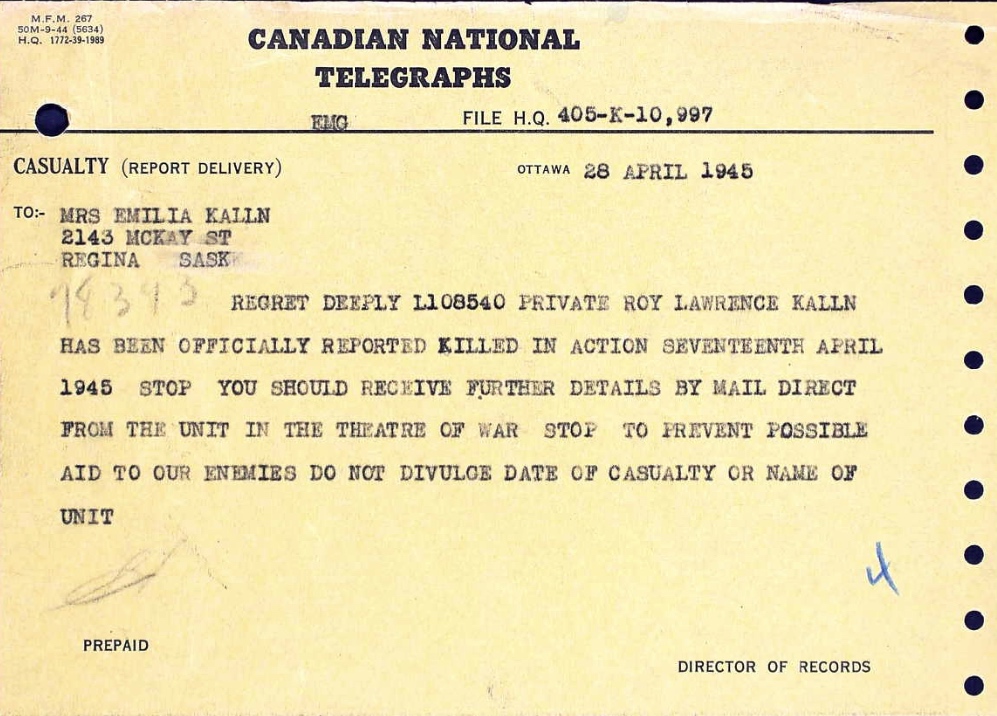 M.F.M. 267
50M-9-44 (5634)
H.Q. 1772-39-1989
CANADIAN NATIONAL
TELEGRAPHS
EMG FILE H.Q. 405-K-10,997
CASUALTY (REPORT DELIVERY) OTTAWA 28 APRIL 1945
TO:- MRS EMILIA KALLN
2143 MCKAY ST
REGINA SASK
REGRET DEEPLY L108540 PRIVATE ROY LAWRENCE KALLN
HAS BEEN OFFICIALLY REPORTED KILLED IN ACTION SEVENTEENTH APRIL
1945 STOP YOU SHOULD RECEIVE FURTHER DETAILS BY MAIL DIRECT
FROM THE UNIT IN THE THEATRE OF WAR STOP TO PREVENT POSSIBLE
AID TO OUR ENEMIES DO NOT DIVULGE DATE OF CASUALTY OR NAME OF
UNIT
4
PREPAID
DIRECTOR OF RECORDS